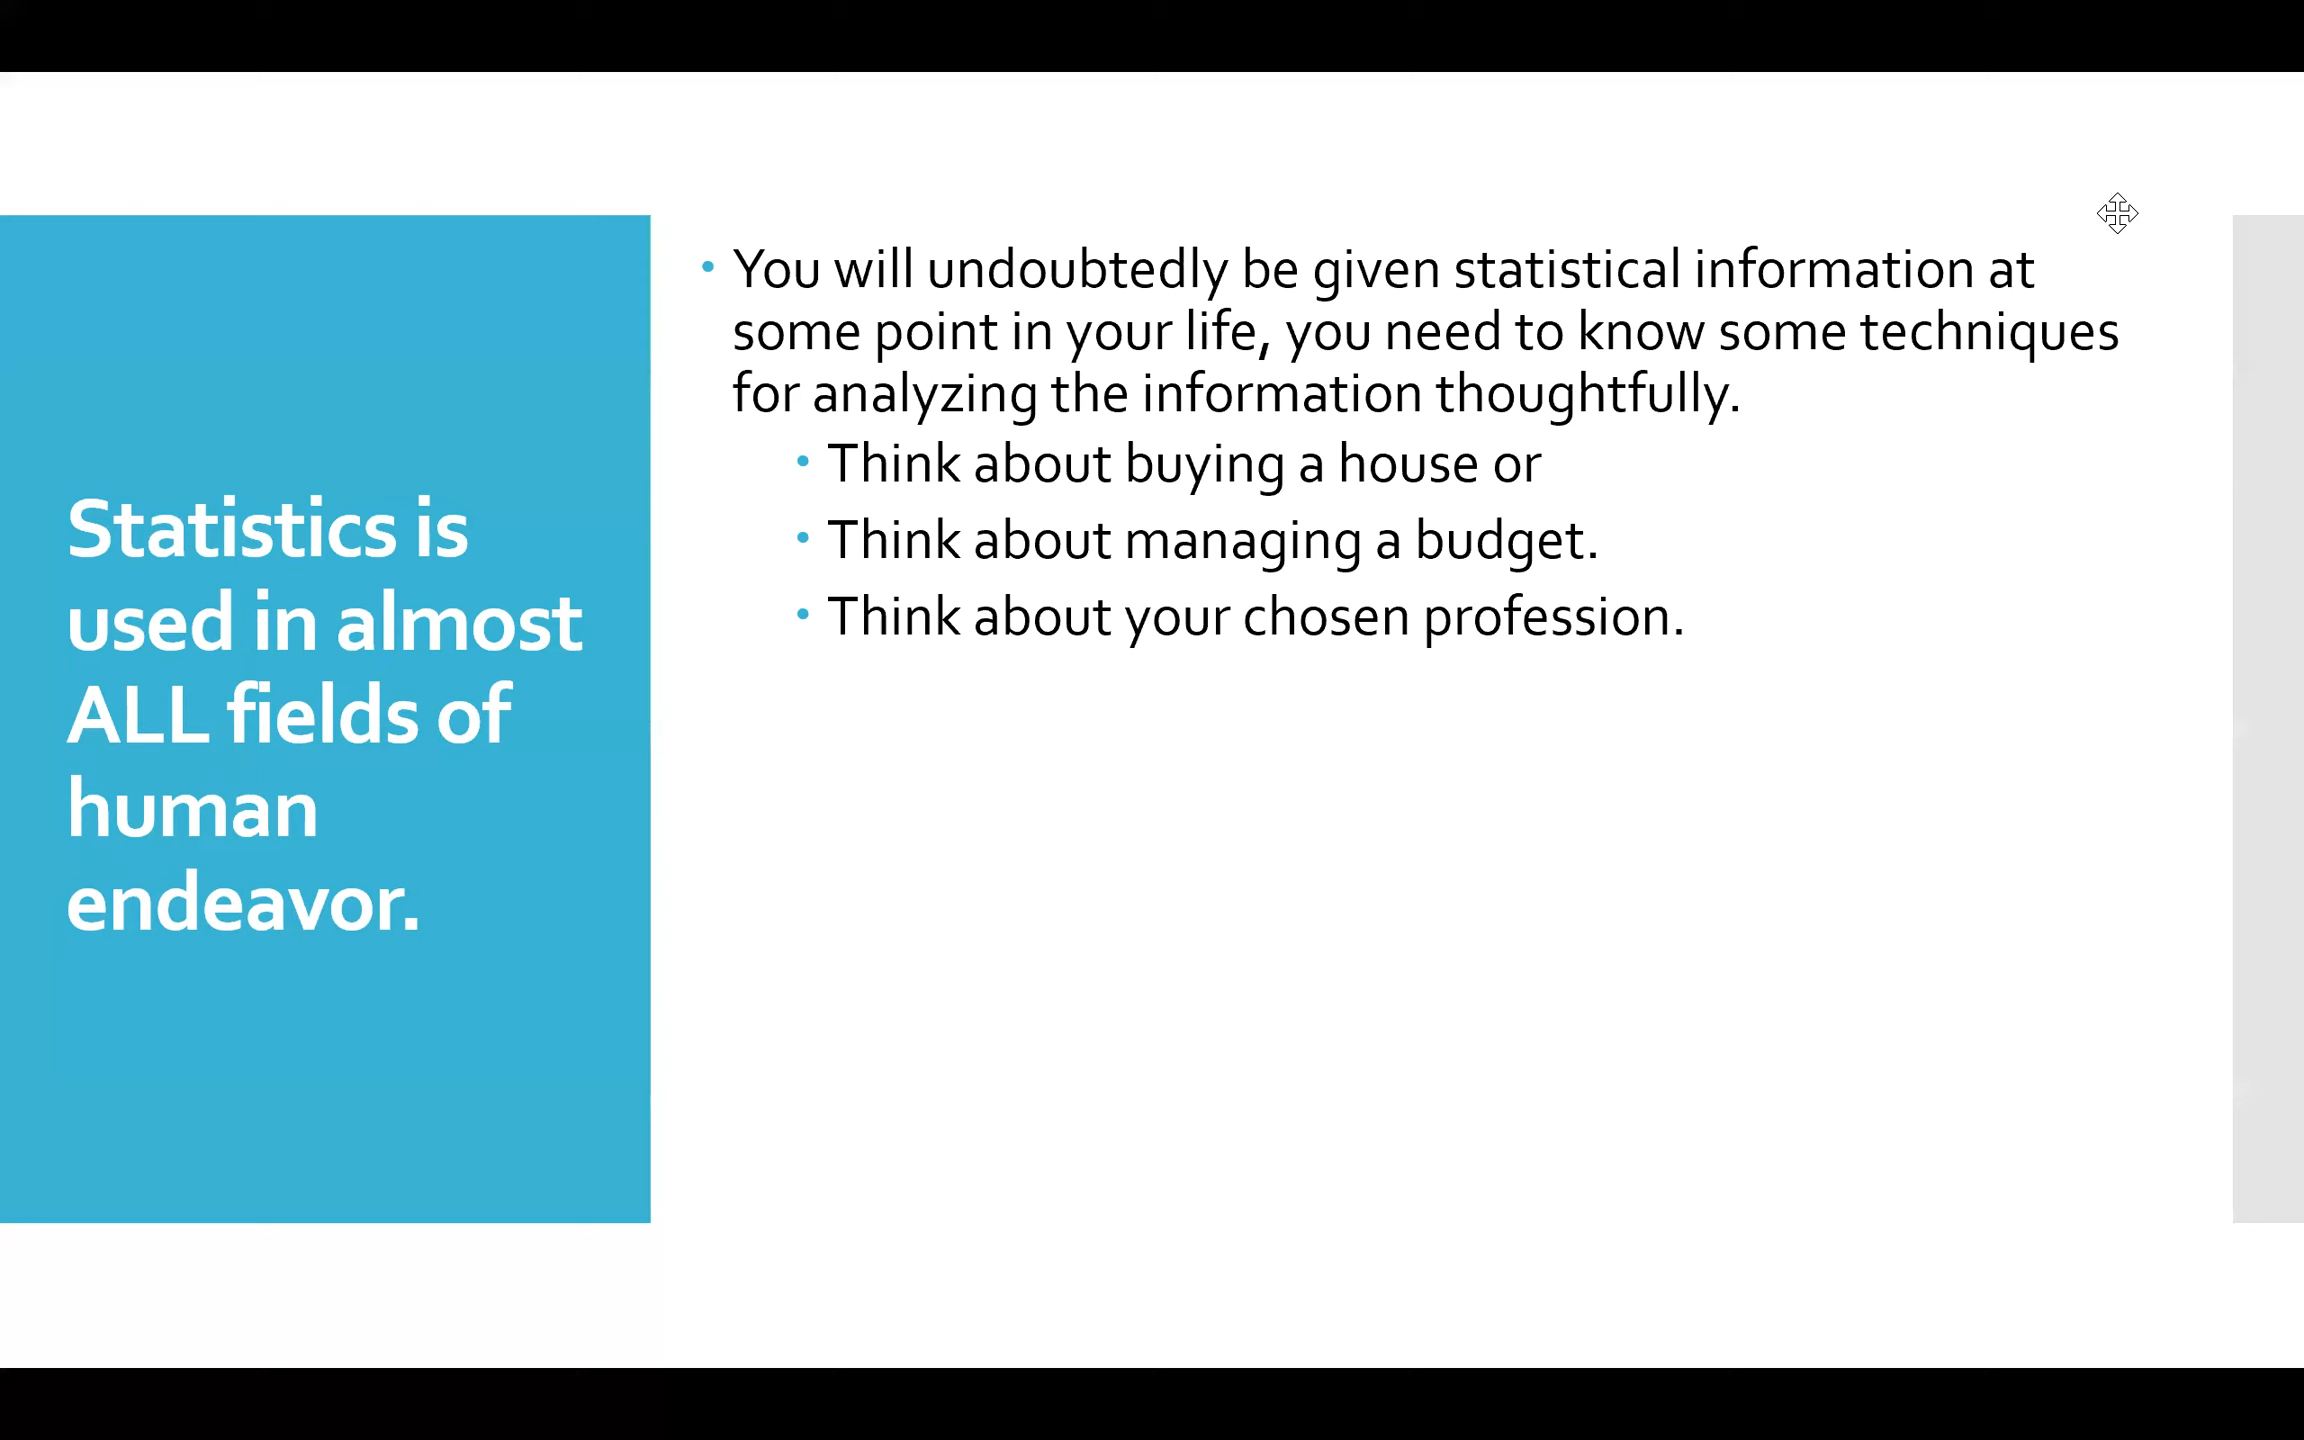 Statistics is
used in almost
ALL fields of
human
endeavor.
• You will undoubtedly be given statistical information at
some point in your life, you need to know some techniques
for analyzing the information thoughtfully.
• Think about buying a house or
• Think about managing a budget.
• Think about your chosen profession.